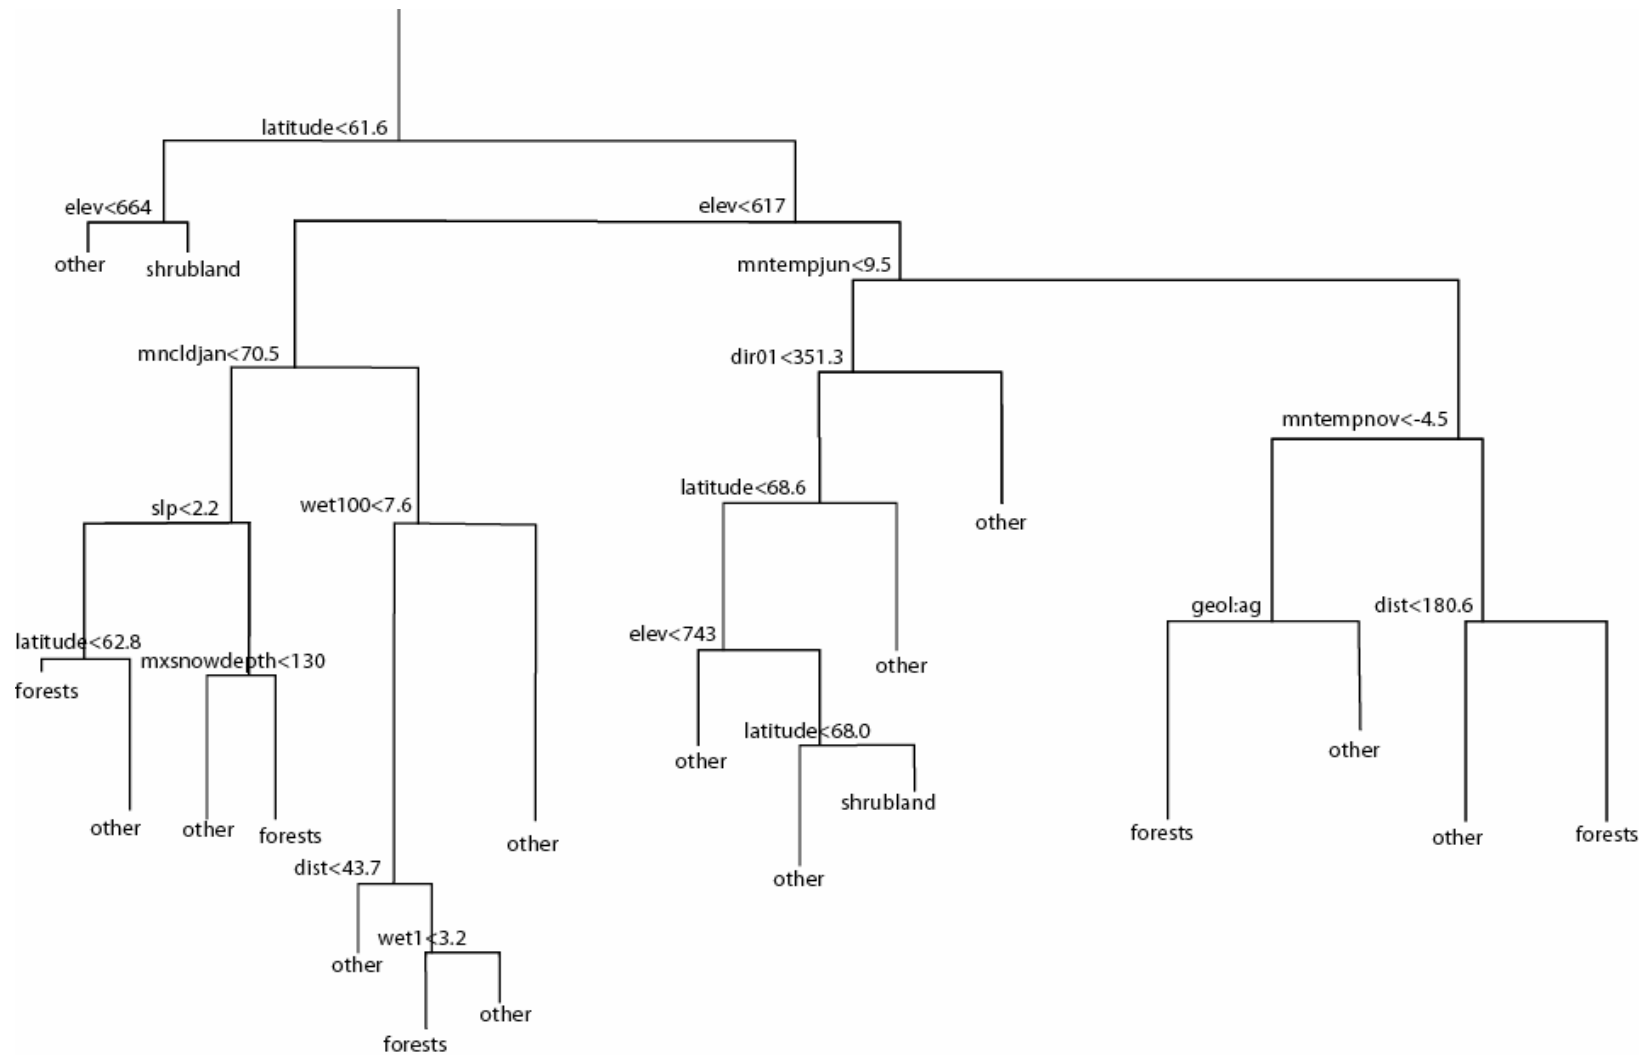 latitude<61.6
elev<664
elev<617
other
shrubland
mntempjun<9.5
mncldjan<70.5
dir01<351.3
mntempnov<-4.5
slp<2.2
wet100<7.6
latitude<68.6
other
geol:ag
dist<180.6
latitude<62.8
mxsnowdepth<130
elev<743
other
forests
latitude<68.0
other
other
shrubland
other
other
forests
other
forests
other
forests
dist<43.7
other
wet1<3.2
other
other
forests